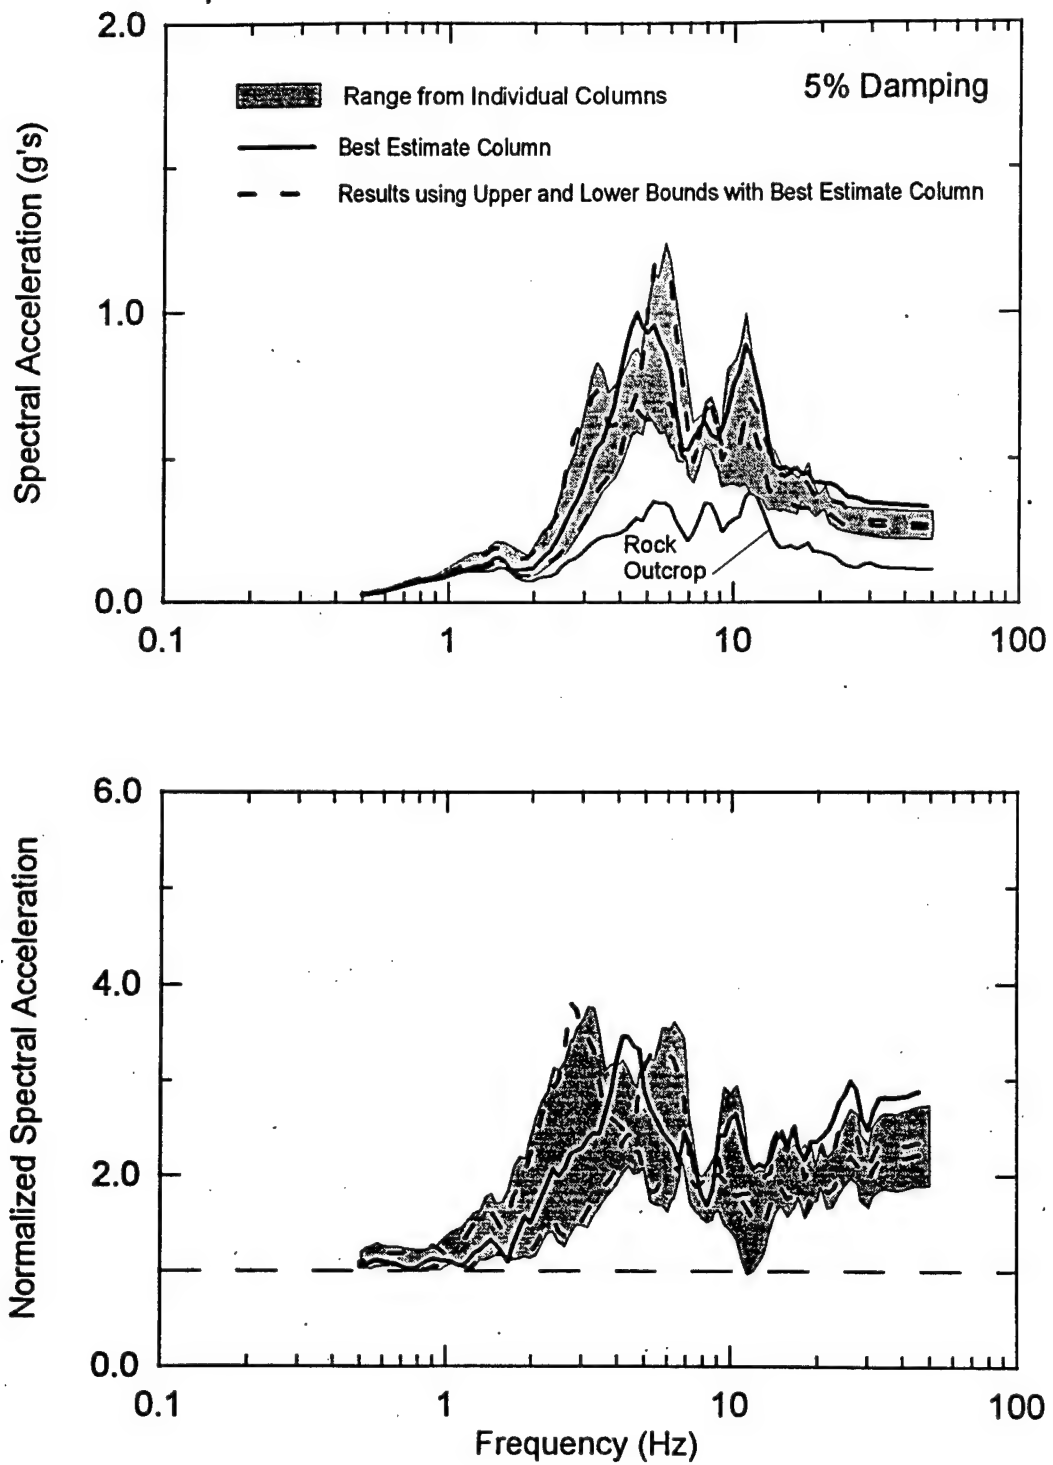 2.0
Range from Individual Columns
5% Damping
Best Estimate Column
Results using Upper and Lower Bounds with Best Estimate Column
Spectral Acceleration (g's)
1.0
Rock
Outcrop
0.0
0.1
1
10
100
6.0
Normalized Spectral Acceleration
4.0
2.0
0.0
0.1
1
10
100
Frequency (Hz)